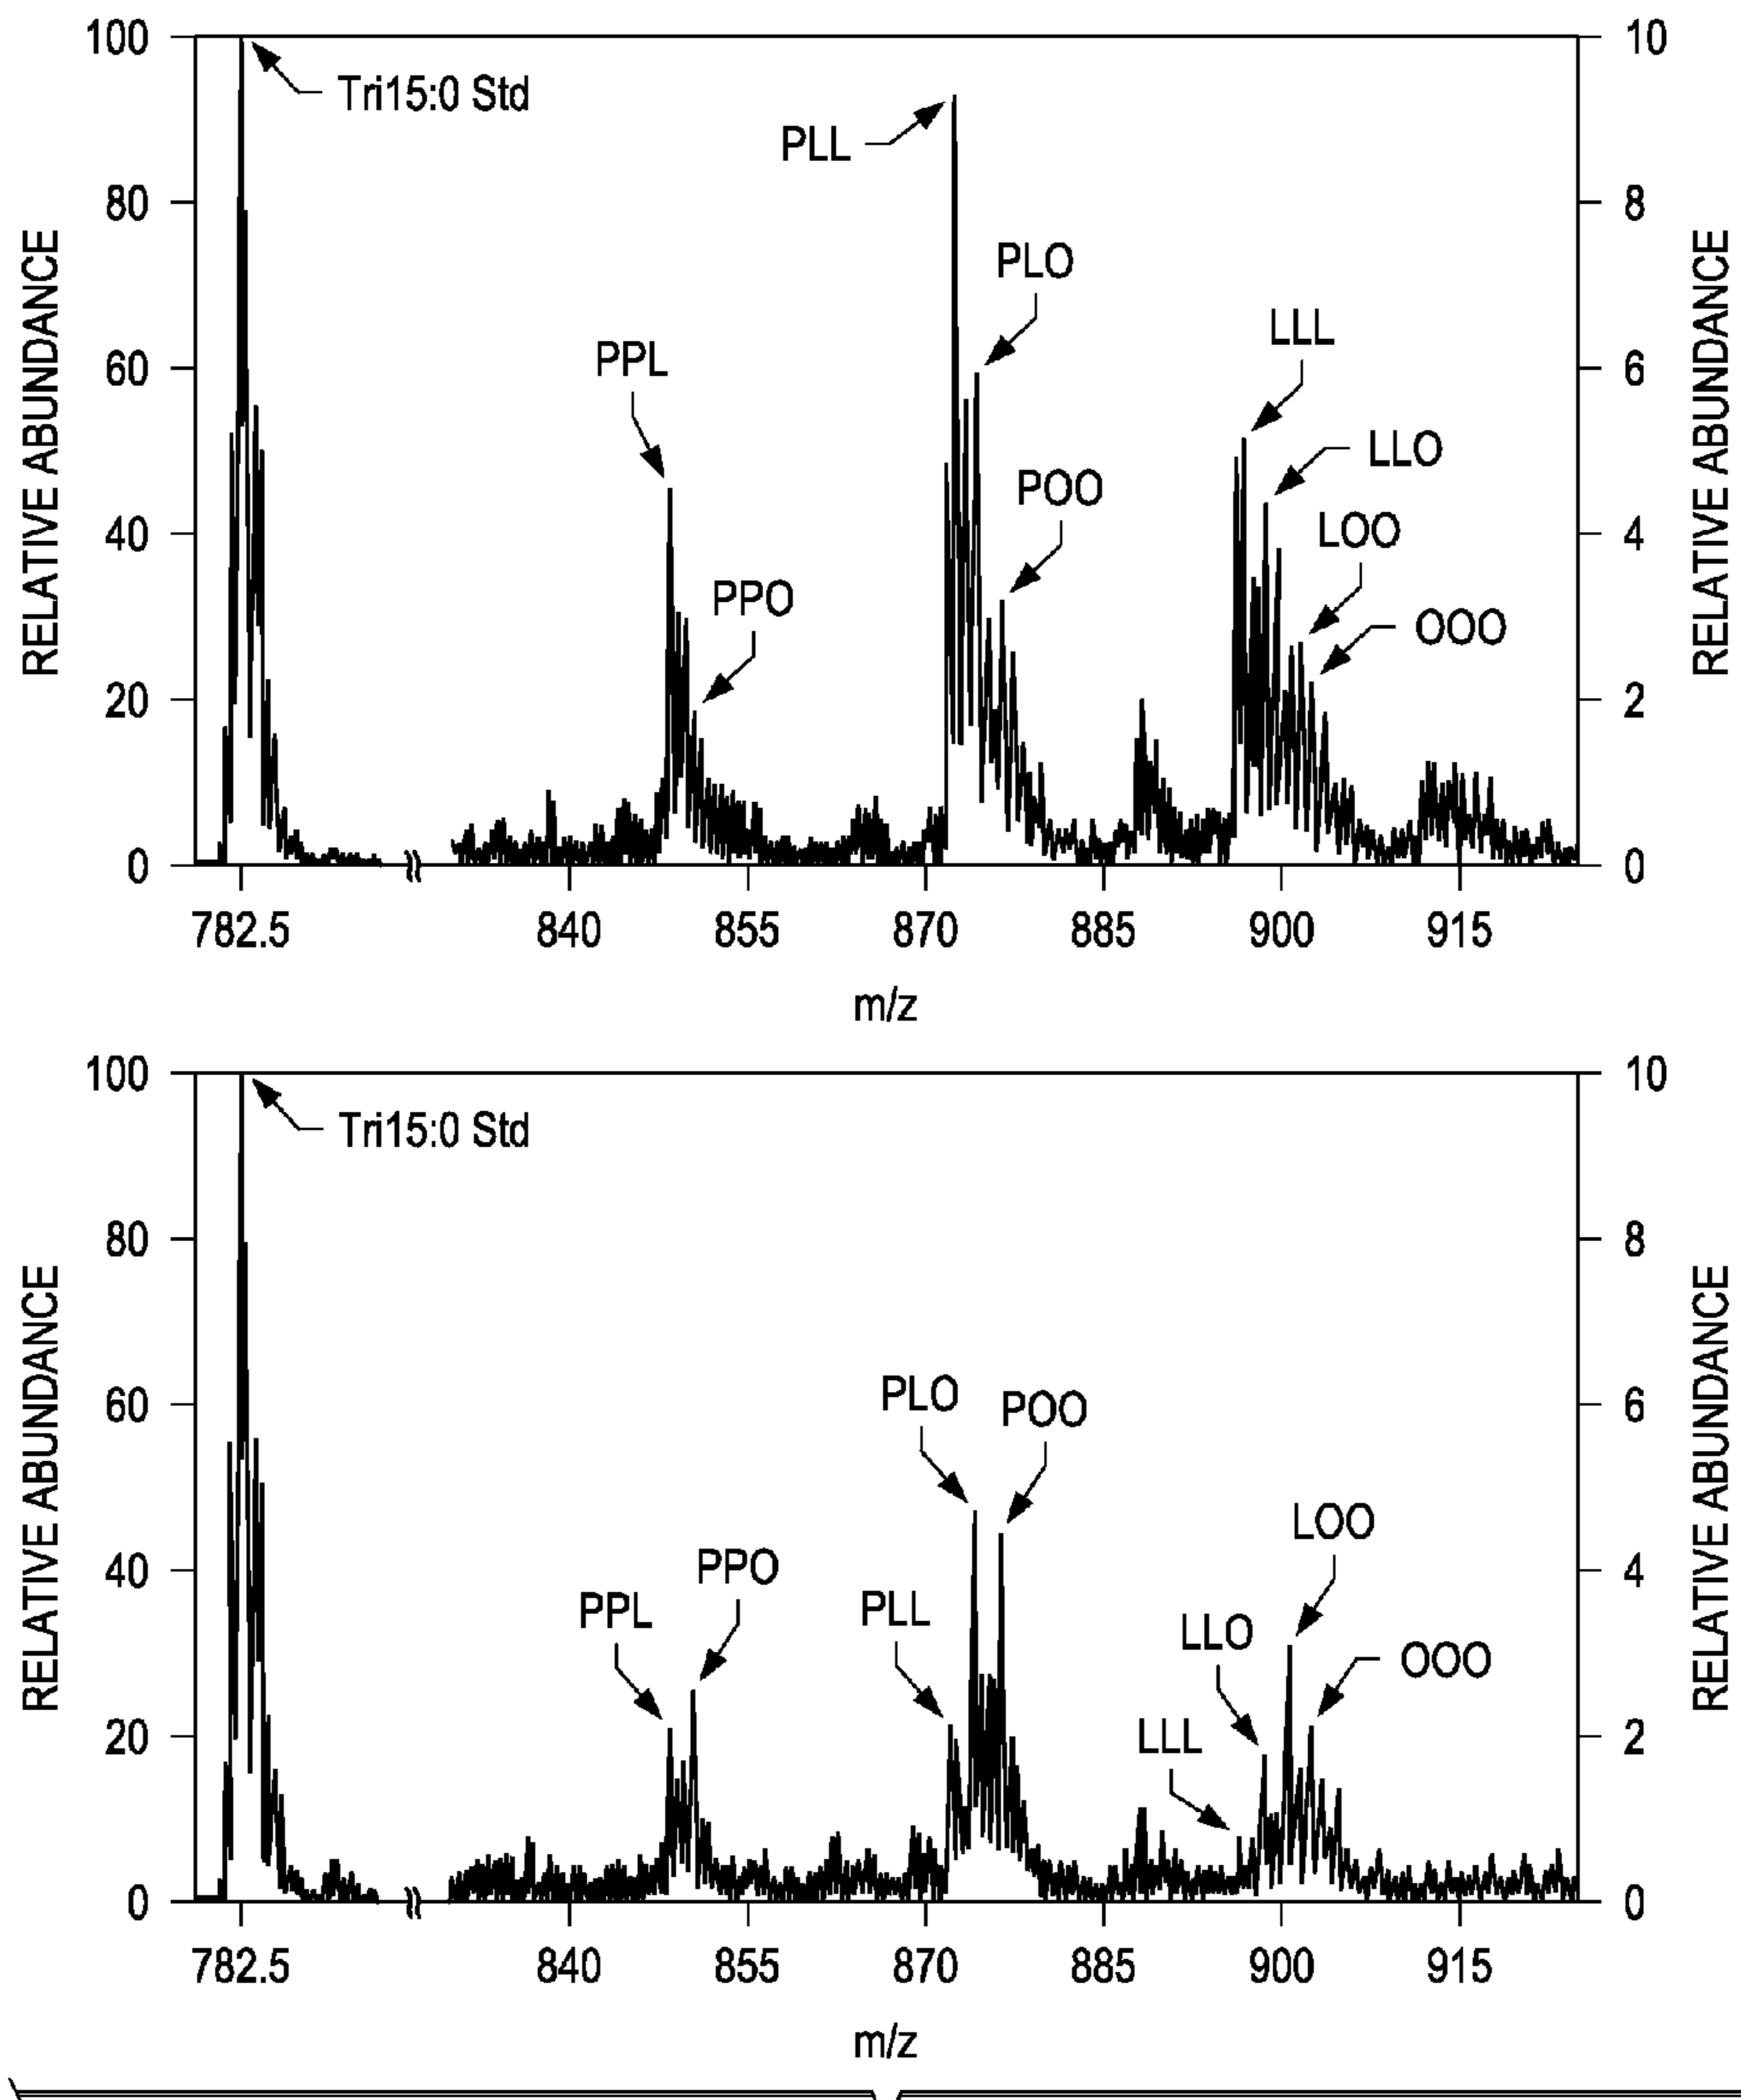 100
80
60
40
20
0
RELATIVE ABUNDANCE
10
8
6
4
2
0
RELATIVE ABUNDANCE
Tri15:0 Std
PPL
PPO
PLL
PLO
POO
LLL
LLO
LOO
OOO
782.5 840 855 870 885 900 915
m/z
100
80
60
40
20
0
RELATIVE ABUNDANCE
10
8
6
4
2
0
RELATIVE ABUNDANCE
Tri15:0 Std
PPL
PPO
PLL
PLO
POO
LLL
LLO
LOO
OOO
782.5 840 855 870 885 900 915
m/z